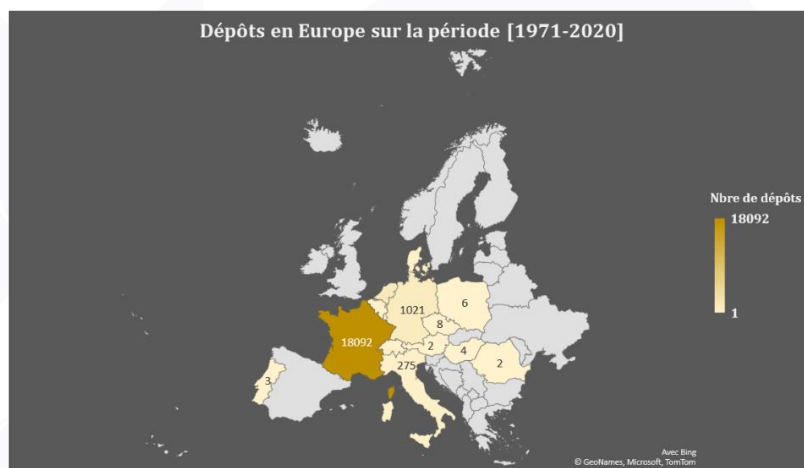 Dépôts en Europe sur la période [1971-2020]
Nbre de dépôts
18092
1
6
1021
8
18092
2
4
2
275
3
Avec Bing
© GeoNames, Microsoft, TomTom